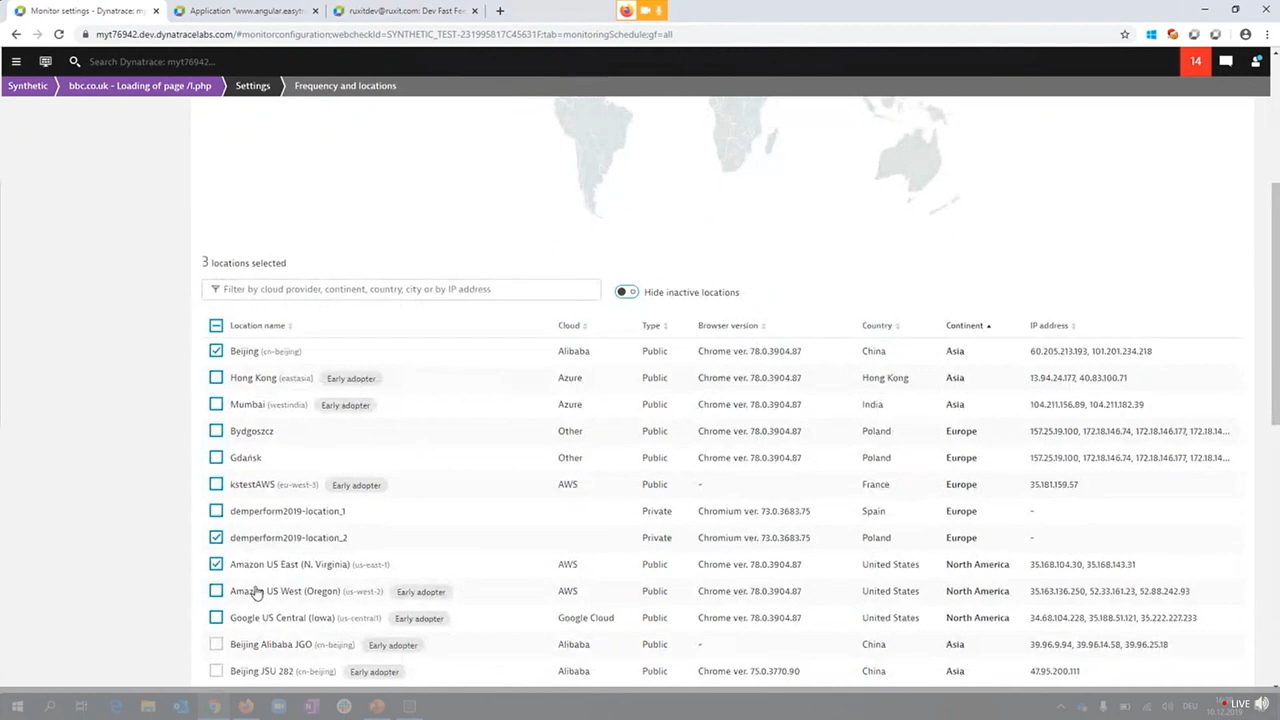 Monitor settings - Dynatrace: myt76942
Application "www.angular.easytr
ruxitdev@ruxit.com: Dev Fast Fee
myt76942.dev.dynatracelabs.com/#monitorconfiguration;webcheckId=SYNTHETIC_TEST-231995817C45631F;tab=monitoringSchedule;gf=all
Search Dynatrace: myt76942...
14
Synthetic
bbc.co.uk - Loading of page /l.php
Settings
Frequency and locations
3 locations selected
Filter by cloud provider, continent, country, city or by IP address
Hide inactive locations
Location name Cloud Type Browser version Country Continent IP address
Beijing (cn-beijing) Alibaba Public Chrome ver. 78.0.3904.87 China Asia 60.205.213.193, 101.201.234.218
Hong Kong (eastasia) Early adopter Azure Public Chrome ver. 78.0.3904.87 Hong Kong Asia 13.94.24.177, 40.83.100.71
Mumbai (westindia) Early adopter Azure Public Chrome ver. 78.0.3904.87 India Asia 104.211.156.89, 104.211.182.39
Bydgoszcz Other Public Chrome ver. 78.0.3904.87 Poland Europe 157.25.19.100, 172.18.146.74, 172.18.146.177, 172.18.14...
Gdańsk Other Public Chrome ver. 78.0.3904.87 Poland Europe 157.25.19.100, 172.18.146.74, 172.18.146.177, 172.18.14...
kstestAWS (eu-west-3) Early adopter AWS Public - France Europe 35.181.159.57
demperform2019-location_1 Private Chromium ver. 73.0.3683.75 Spain Europe -
demperform2019-location_2 Private Chromium ver. 73.0.3683.75 Poland Europe -
Amazon US East (N. Virginia) (us-east-1) AWS Public Chrome ver. 78.0.3904.87 United States North America 35.168.104.30, 35.168.143.31
Amazon US West (Oregon) (us-west-2) Early adopter AWS Public Chrome ver. 78.0.3904.87 United States North America 35.163.136.250, 52.33.161.23, 52.88.242.93
Google US Central (Iowa) (us-central1) Early adopter Google Cloud Public Chrome ver. 78.0.3904.87 United States North America 34.68.104.228, 35.188.51.121, 35.222.227.233
Beijing Alibaba JGO (cn-beijing) Early adopter Alibaba Public - China Asia 39.96.9.94, 39.96.14.58, 39.96.25.18
Beijing JSU 282 (cn-beijing) Early adopter Alibaba Public Chrome ver. 75.0.3770.90 China Asia 47.95.200.111
DEU
10.12.2019
LIVE